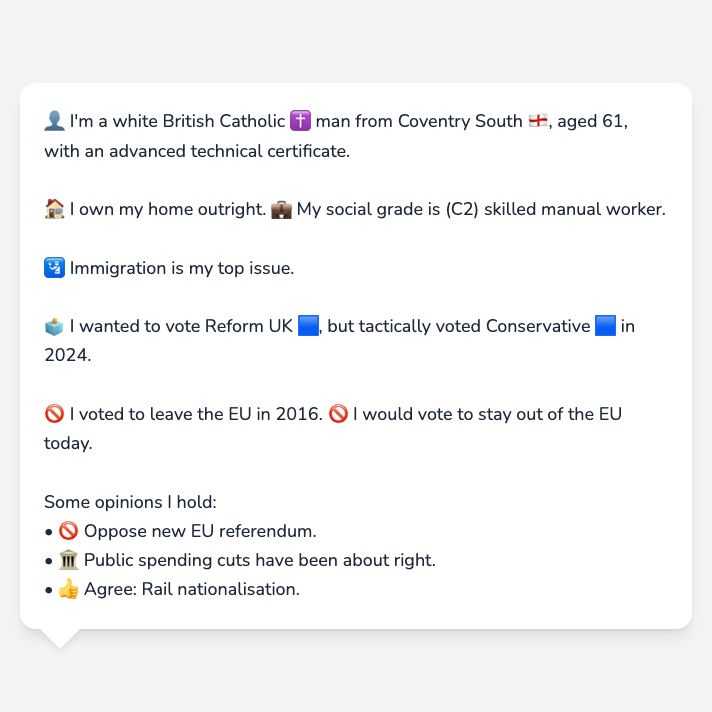 👤 I'm a white British Catholic ✝️ man from Coventry South 🏴󠁧󠁢󠁥󠁮󠁧󠁿, aged 61,
with an advanced technical certificate.
🏠 I own my home outright. 💼 My social grade is (C2) skilled manual worker.
🛂 Immigration is my top issue.
🗳️ I wanted to vote Reform UK 🟦, but tactically voted Conservative 🟦 in
2024.
🚫 I voted to leave the EU in 2016. 🚫 I would vote to stay out of the EU
today.
Some opinions I hold:
• 🚫 Oppose new EU referendum.
• 🏛️ Public spending cuts have been about right.
• 👍 Agree: Rail nationalisation.